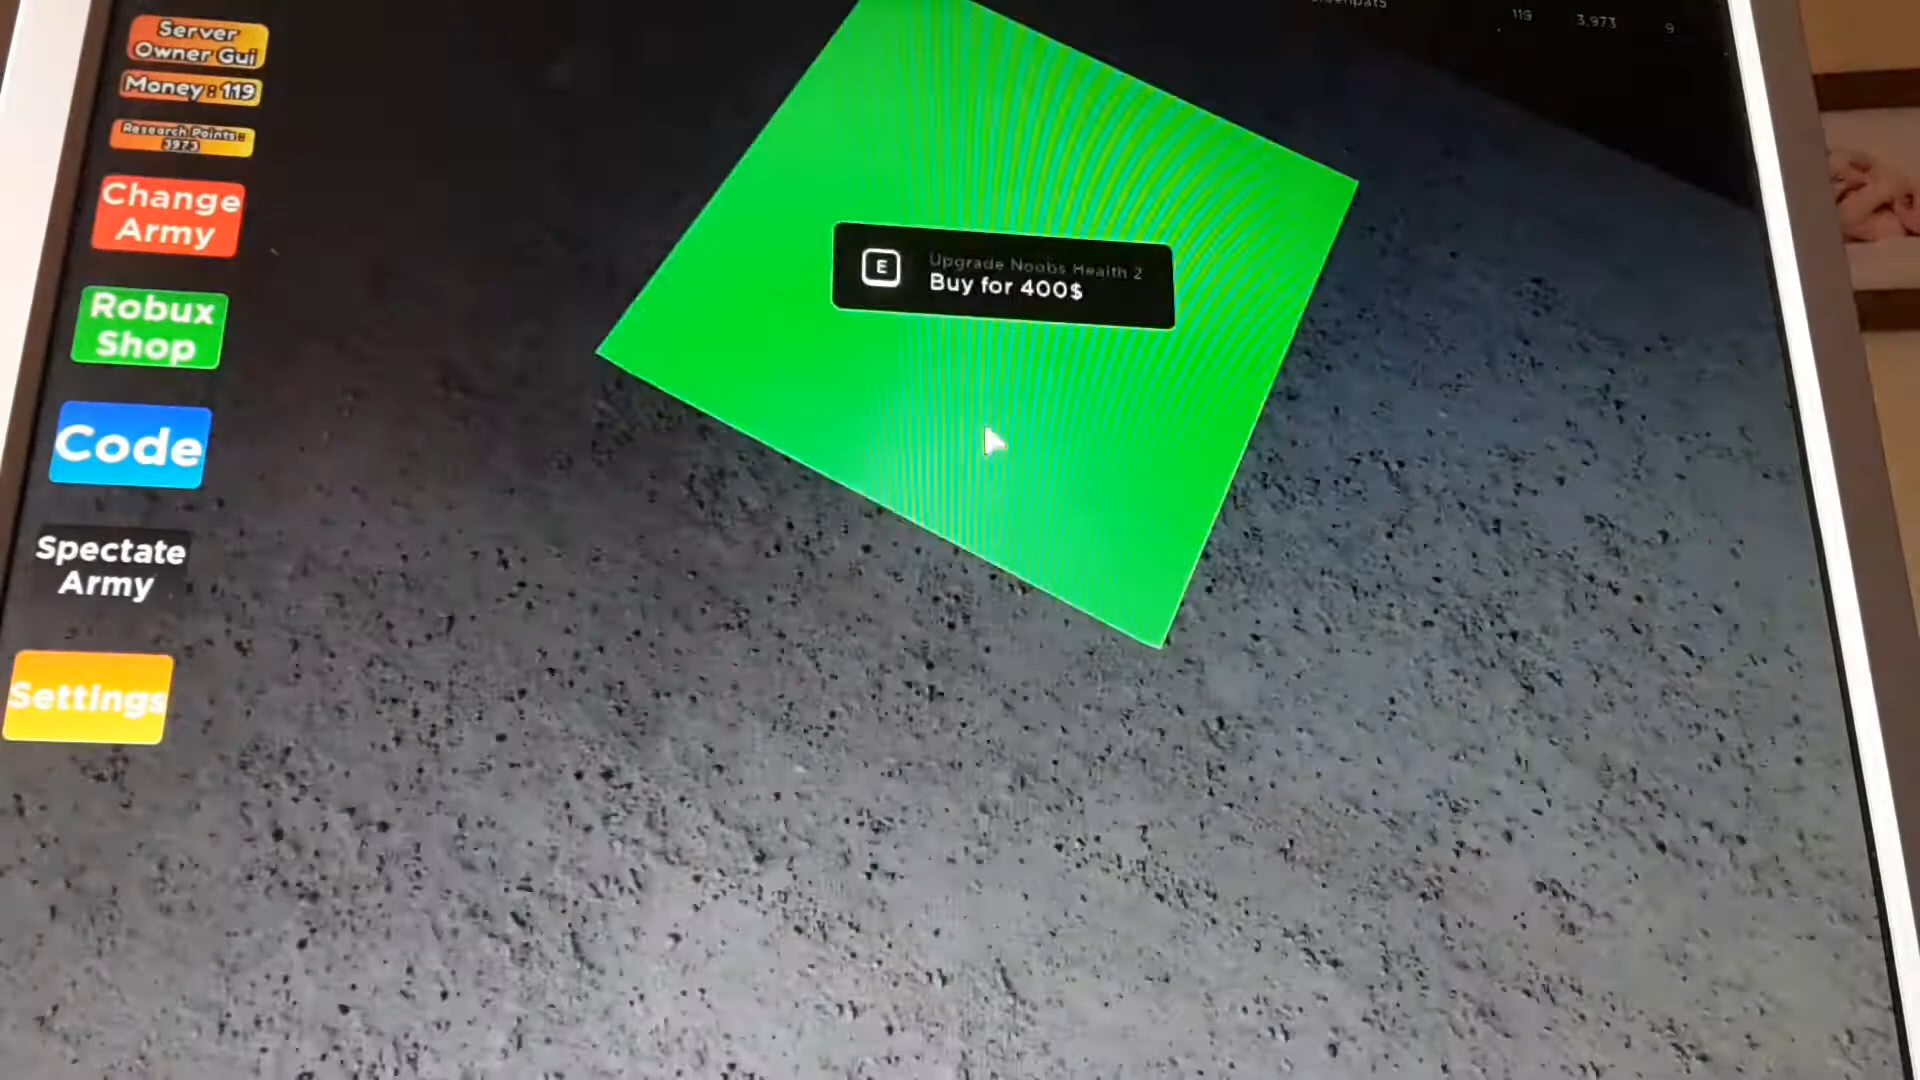 119 3,973 9
Server
Owner Gui
Money : 119
Research Points :
3973
Change
Army
Upgrade Noobs Health 2
E
Buy for 400$
Robux
Shop
Code
Spectate
Army
Settings